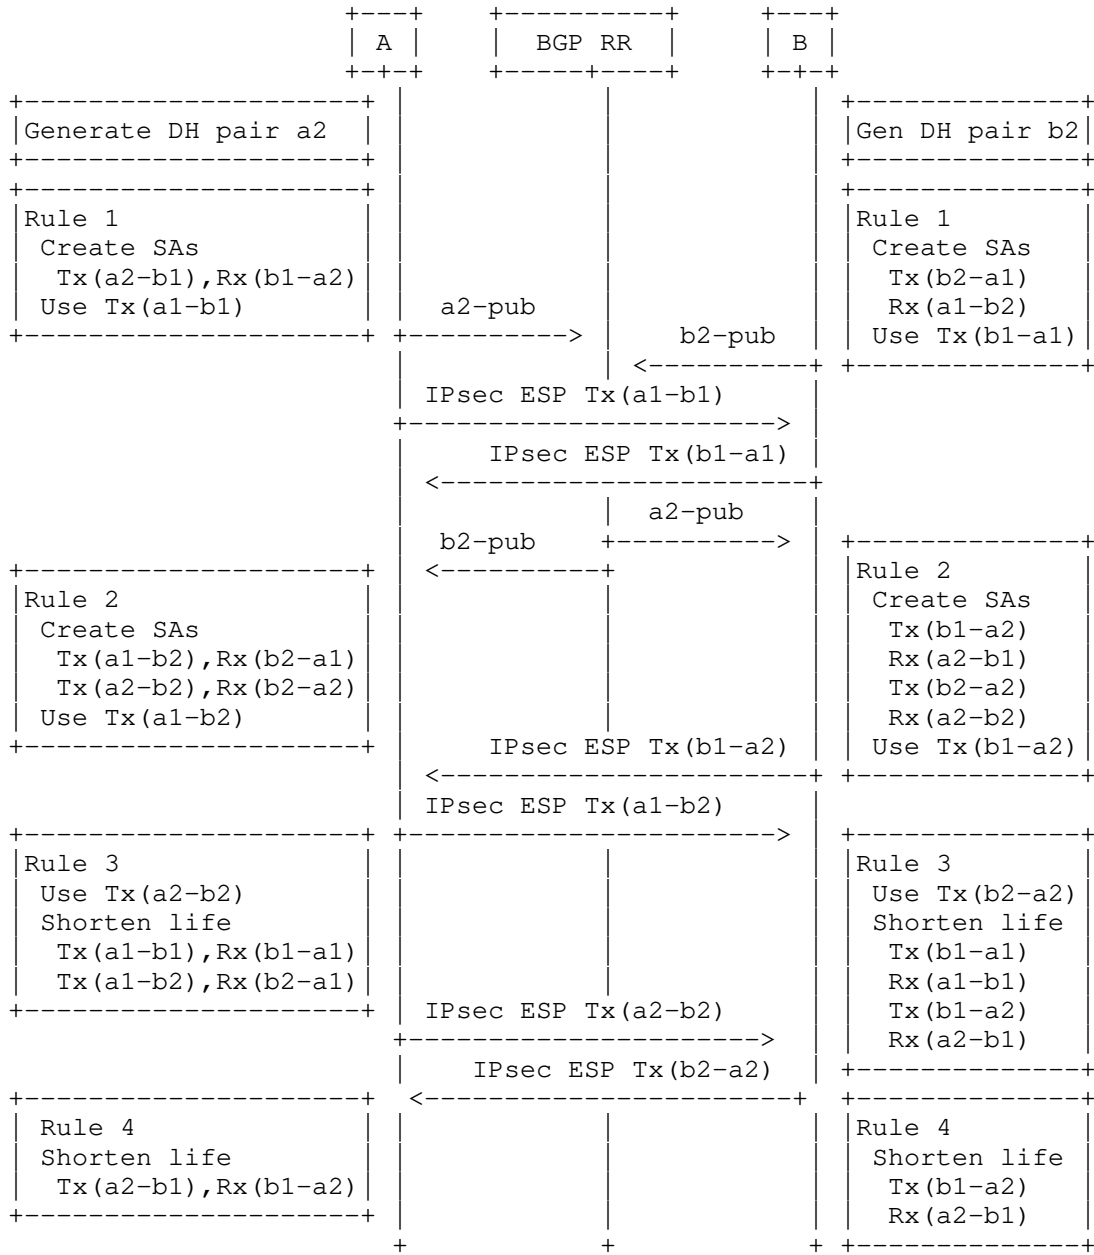 A BGP RR B
Generate DH pair a2 Gen DH pair b2
Rule 1 Rule 1
Create SAs Create SAs
Tx(a2-b1),Rx(b1-a2) Tx(b2-a1)
Use Tx(a1-b1) a2-pub Rx(a1-b2)
b2-pub Use Tx(b1-a1)
IPsec ESP Tx(a1-b1)
IPsec ESP Tx(b1-a1)
a2-pub
b2-pub
Rule 2
Rule 2 Create SAs
Create SAs Tx(b1-a2)
Tx(a1-b2),Rx(b2-a1) Rx(a2-b1)
Tx(a2-b2),Rx(b2-a2) Tx(b2-a2)
Use Tx(a1-b2) Rx(a2-b2)
IPsec ESP Tx(b1-a2) Use Tx(b1-a2)
IPsec ESP Tx(a1-b2)
Rule 3 Rule 3
Use Tx(a2-b2) Use Tx(b2-a2)
Shorten life Shorten life
Tx(a1-b1),Rx(b1-a1) Tx(b1-a1)
Tx(a1-b2),Rx(b2-a1) Rx(a1-b1)
IPsec ESP Tx(a2-b2) Tx(b1-a2)
Rx(a2-b1)
IPsec ESP Tx(b2-a2)
Rule 4 Rule 4
Shorten life Shorten life
Tx(a2-b1),Rx(b1-a2) Tx(b1-a2)
Rx(a2-b1)